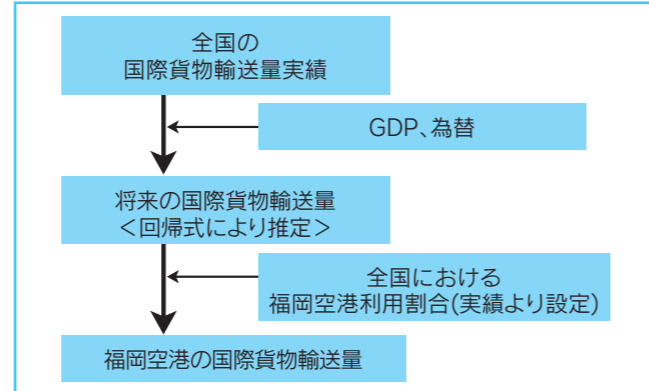 全国の
国際貨物輸送量実績
GDP、為替
将来の国際貨物輸送量
＜回帰式により推定＞
全国における
福岡空港利用割合(実績より設定)
福岡空港の国際貨物輸送量